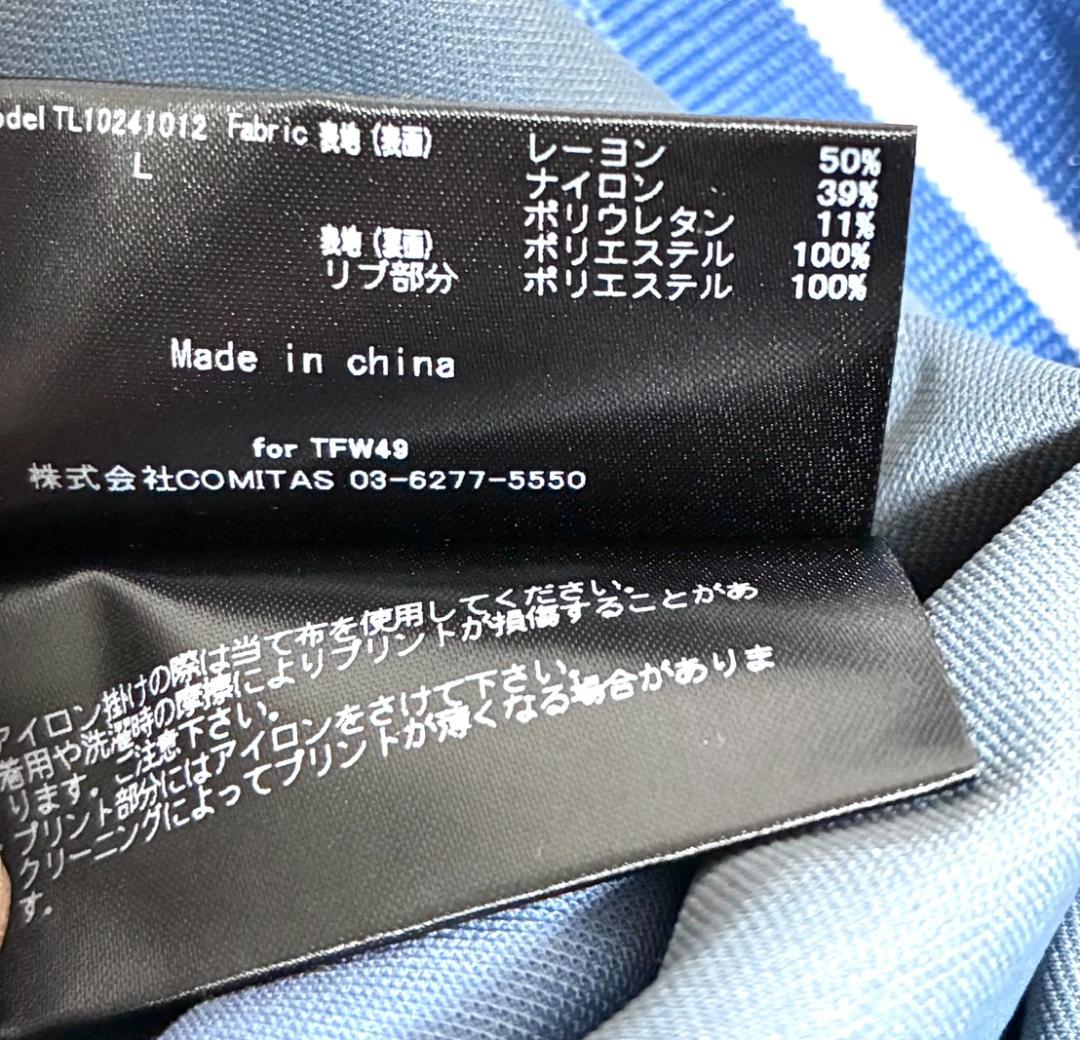 odel TL10241012 Fabric 表地(表面) レーヨン 50%
L ナイロン 39%
ポリウレタン 11%
表地(裏面) ポリエステル 100%
リブ部分 ポリエステル 100%
Made in china
for TFW49
株式会社COMITAS 03-6277-5550
アイロン掛けの際は当て布を使用してください。
着用や洗濯時の摩擦によりプリントが損傷することがあ
ります。ご注意下さい。
プリント部分にはアイロンをさけて下さい。
クリーニングによってプリントが薄くなる場合がありま
す。